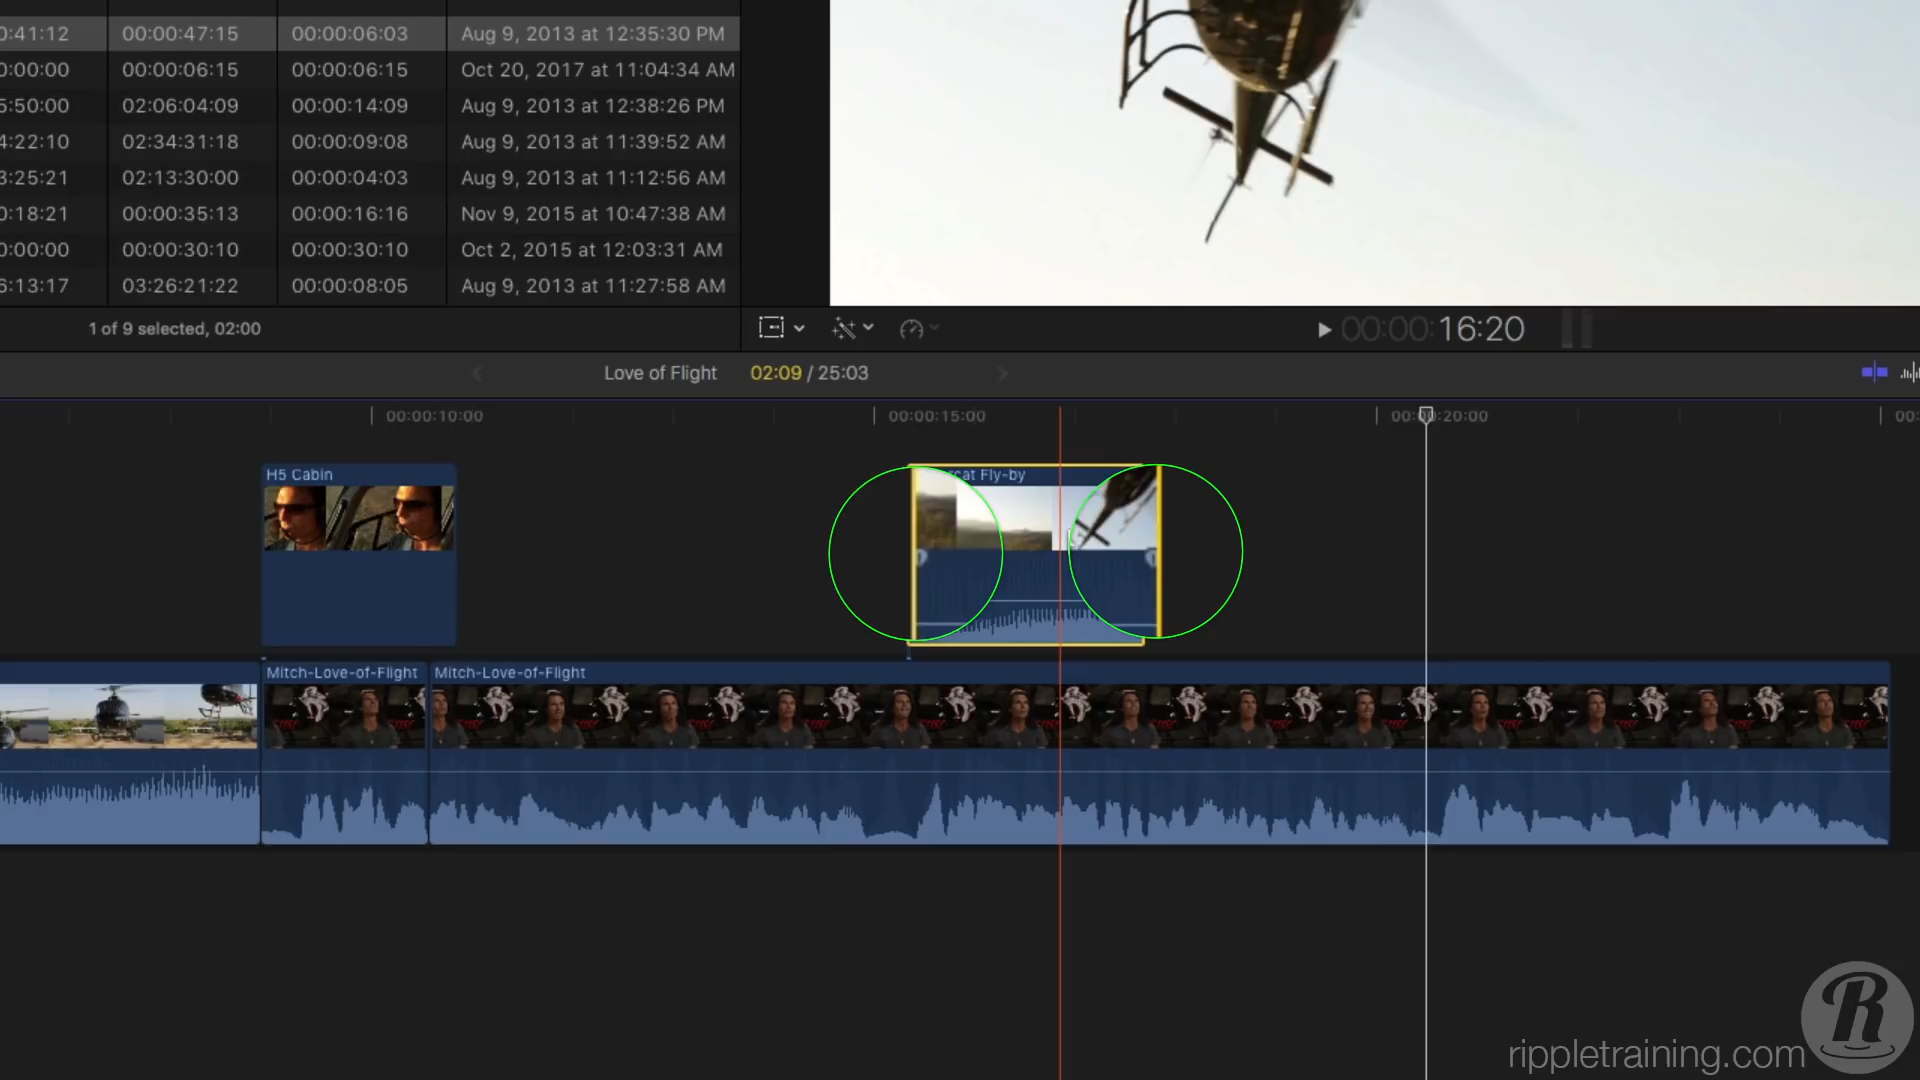 0:41:12 00:00:47:15 00:00:06:03 Aug 9, 2013 at 12:35:30 PM
0:00:00 00:00:06:15 00:00:06:15 Oct 20, 2017 at 11:04:34 AM
5:50:00 02:06:04:09 00:00:14:09 Aug 9, 2013 at 12:38:26 PM
4:22:10 02:34:31:18 00:00:09:08 Aug 9, 2013 at 11:39:52 AM
3:25:21 02:13:30:00 00:00:04:03 Aug 9, 2013 at 11:12:56 AM
0:18:21 00:00:35:13 00:00:16:16 Nov 9, 2015 at 10:47:38 AM
0:00:00 00:00:30:10 00:00:30:10 Oct 2, 2015 at 12:03:31 AM
6:13:17 03:26:21:22 00:00:08:05 Aug 9, 2013 at 11:27:58 AM
1 of 9 selected, 02:00
00:00:16:20
Love of Flight 02:09 / 25:03
00:00:10:00 00:00:15:00 00:00:20:00 00:
H5 Cabin
cat Fly-by
Mitch-Love-of-Flight Mitch-Love-of-Flight
R
rippletraining.com